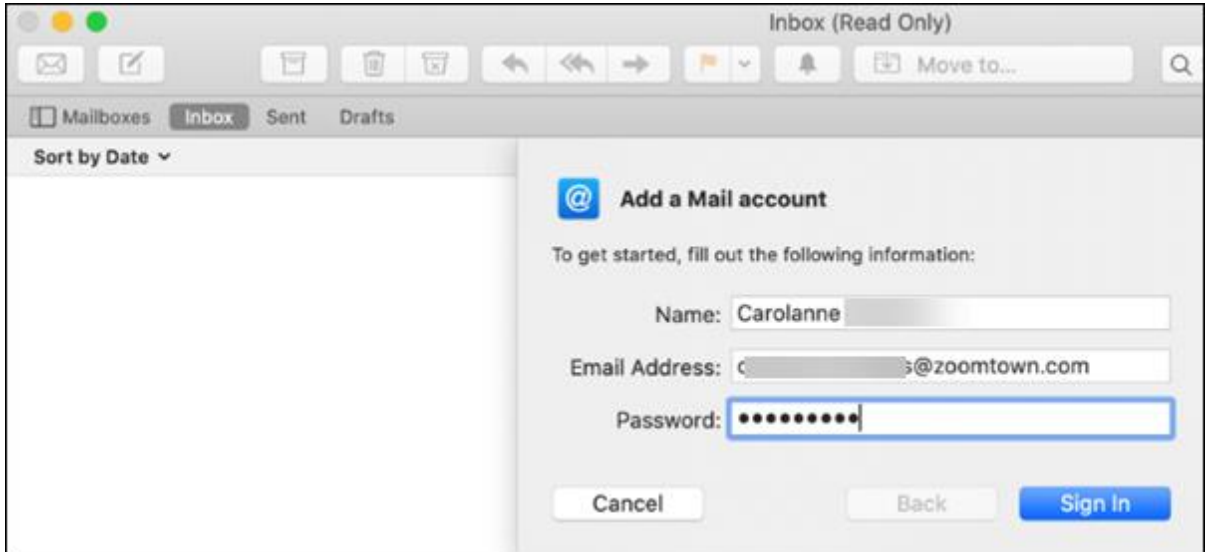 Inbox (Read Only)
Move to...
Mailboxes Inbox Sent Drafts
Sort by Date
@ Add a Mail account
To get started, fill out the following information:
Name: Carolanne
Email Address: c s@zoomtown.com
Password: •••••••••
Cancel Back Sign In